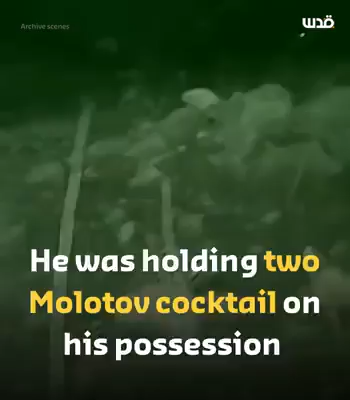 Archive scenes
قدس
He was holding two
Molotov cocktail on
his possession